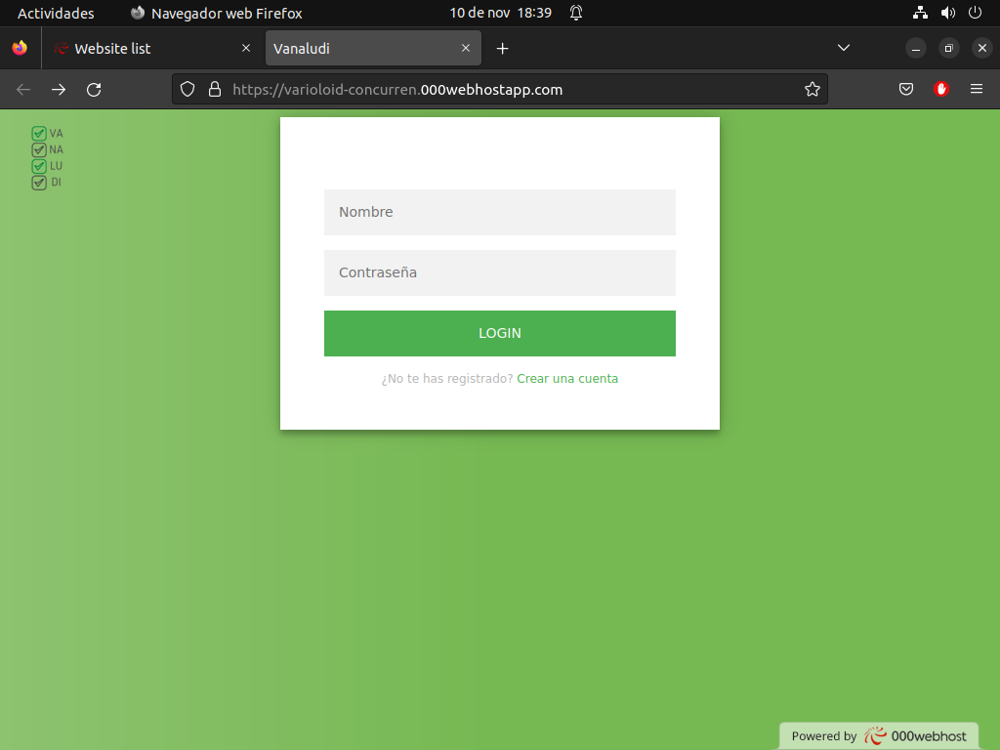 Actividades Navegador web Firefox 10 de nov 18:39
Website list Vanaludi
https://varioloid-concurren.000webhostapp.com
VA
NA
LU
DI
Nombre
Contraseña
LOGIN
¿No te has registrado? Crear una cuenta
Powered by 000webhost